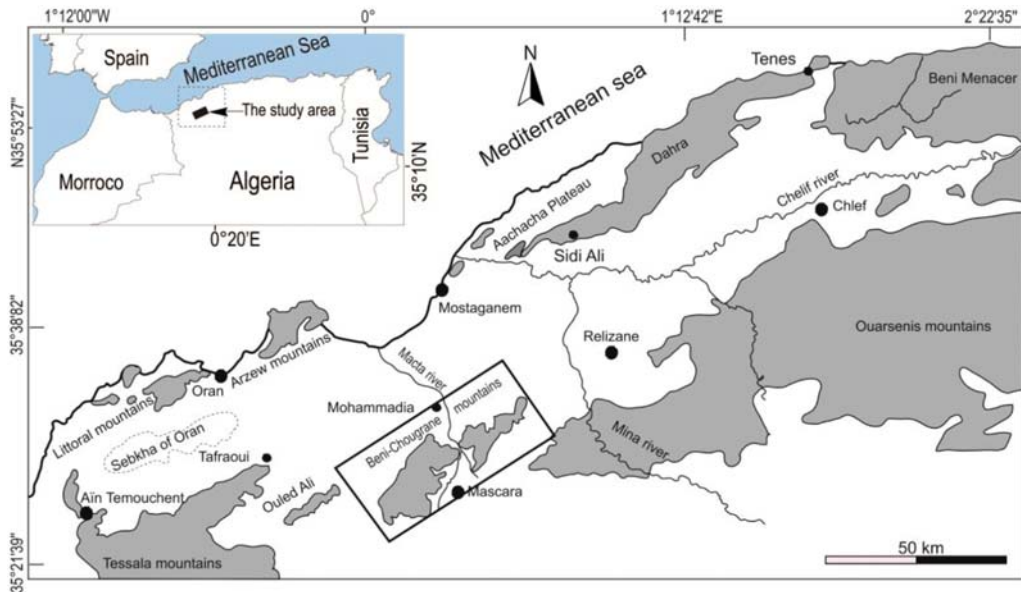 1°12'00"W
0°
1°12'42"
2°22'35"
N35°53'27"
35°38'82"
35°21'39"
Spain
Mediterranean Sea
The study area
Morroco
Algeria
Tunisia
35°10'N
0°20'E
N
Mediterranean sea
Tenes
Beni Menacer
Dahra
Chelif river
Chlef
Aachacha Plateau
Sidi Ali
Mostaganem
Ouarsenis mountains
Relizane
Arzew mountains
Macta river
Oran
Littoral mountains
Mohammadia
Beni-Chougrane
mountains
Sebkha of Oran
Tafraoui
Mina river
Ouled Ali
Mascara
Aïn Temouchent
Tessala mountains
50 km